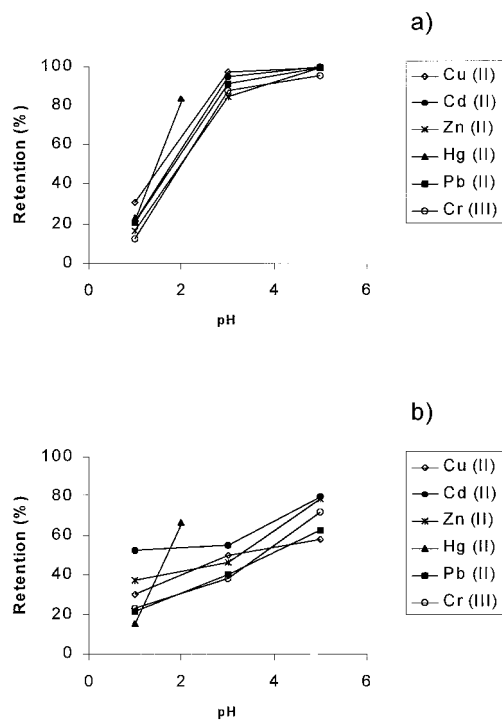 a)
100
80
60
40
20
0
Retention (%)
0 2 4 6
pH
Cu (II)
Cd (II)
Zn (II)
Hg (II)
Pb (II)
Cr (III)
b)
100
80
60
40
20
0
Retention (%)
0 2 4 6
pH
Cu (II)
Cd (II)
Zn (II)
Hg (II)
Pb (II)
Cr (III)